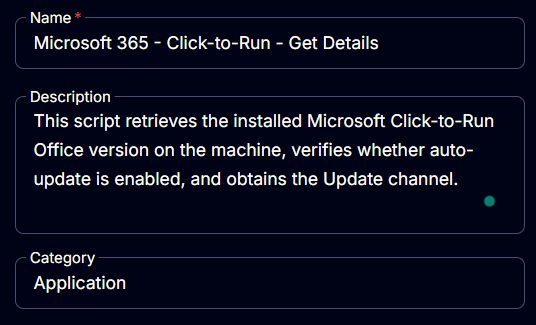 Name *
Microsoft 365 - Click-to-Run - Get Details
Description
This script retrieves the installed Microsoft Click-to-Run
Office version on the machine, verifies whether auto-
update is enabled, and obtains the Update channel.
Category
Application